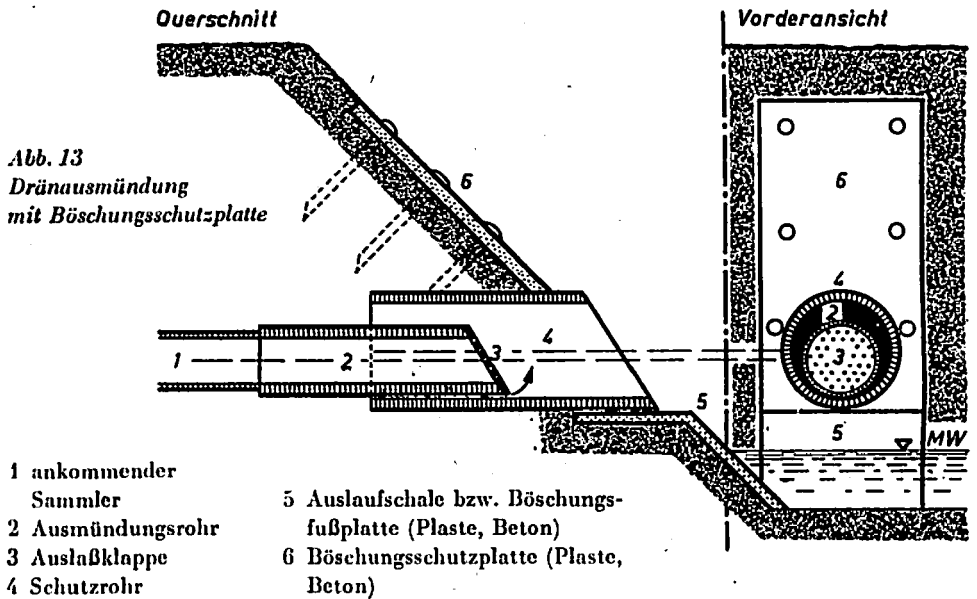 Querschnitt
Vorderansicht
Abb. 13
Dränausmündung
mit Böschungsschutzplatte
6
6
4
2
3
1
2
3
4
5
5
MW
1 ankommender
Sammler
2 Ausmündungsrohr
3 Auslaßklappe
4 Schutzrohr
5 Auslaufschale bzw. Böschungs-
fußplatte (Plaste, Beton)
6 Böschungsschutzplatte (Plaste,
Beton)